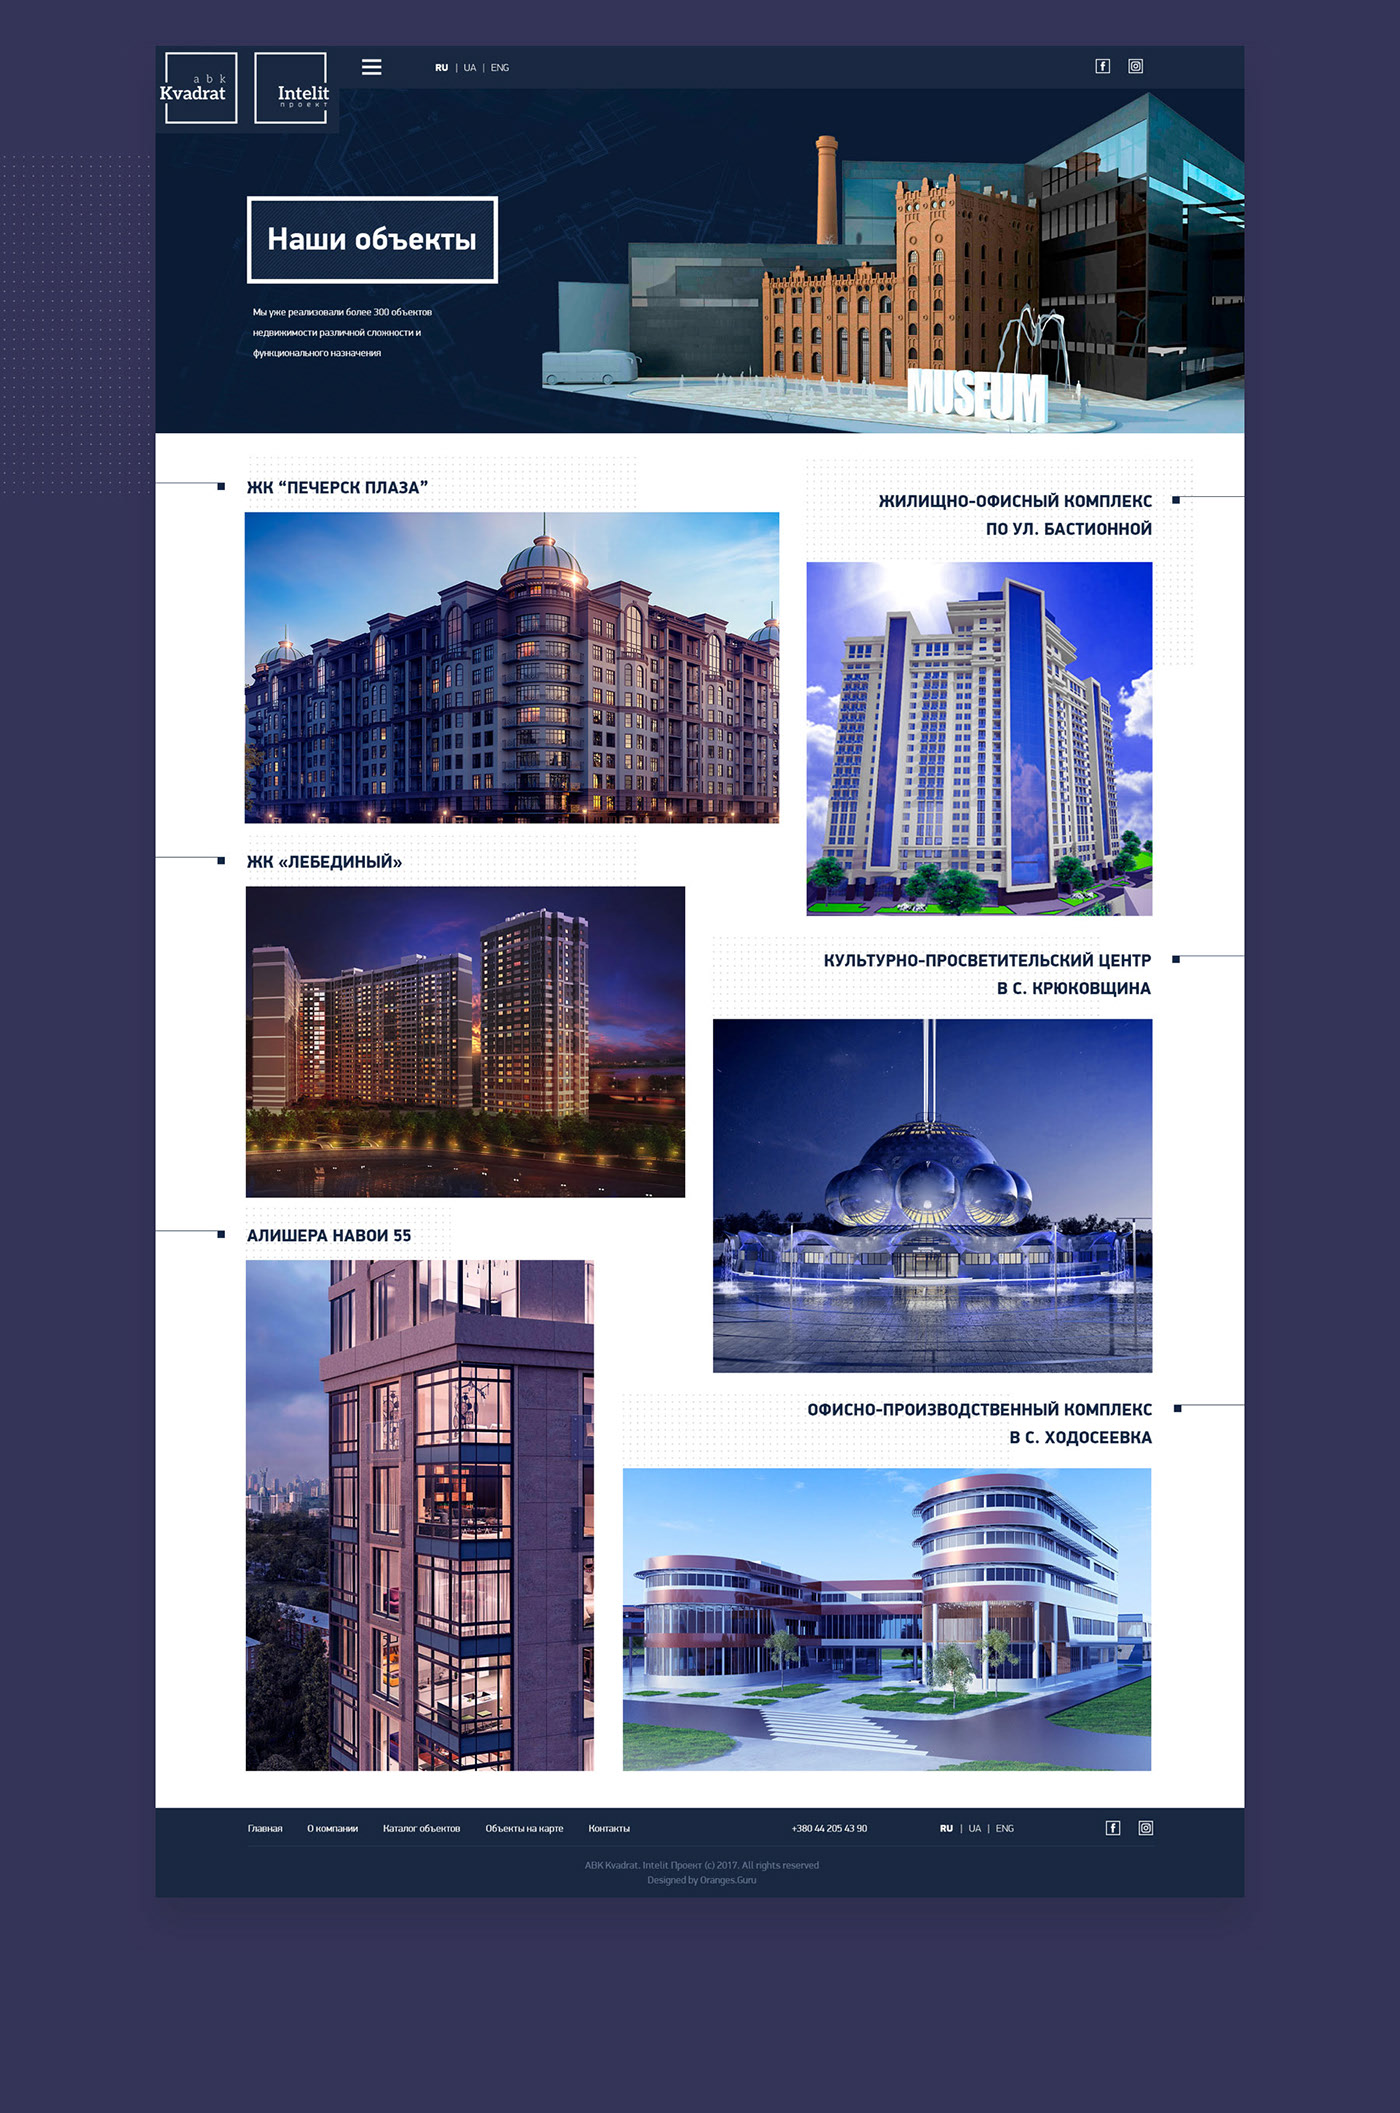 abk
Kvadrat
Intelit
проект
RU | UA | ENG
Наши объекты
Мы уже реализовали более 300 объектов
недвижимости различной сложности и
функционального назначения
MUSEUM
ЖК “ПЕЧЕРСК ПЛАЗА”
ЖИЛИЩНО-ОФИСНЫЙ КОМПЛЕКС
ПО УЛ. БАСТИОННОЙ
ЖК «ЛЕБЕДИНЫЙ»
КУЛЬТУРНО-ПРОСВЕТИТЕЛЬСКИЙ ЦЕНТР
В С. КРЮКОВЩИНА
АЛИШЕРА НАВОИ 55
ОФИСНО-ПРОИЗВОДСТВЕННЫЙ КОМПЛЕКС
В С. ХОДОСЕЕВКА
Главная О компании Каталог объектов Объекты на карте Контакты +380 44 205 43 90 RU | UA | ENG
ABK Kvadrat. Intelit Проект (c) 2017. All rights reserved
Designed by Oranges.Guru